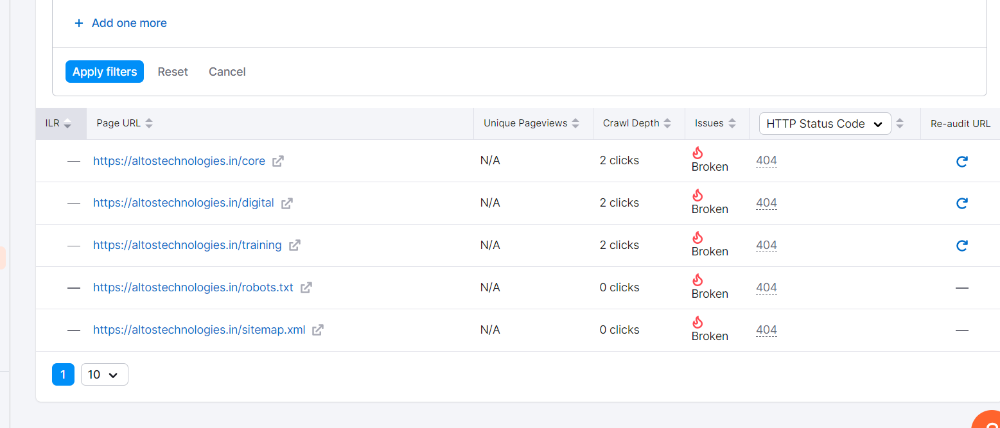 + Add one more
Apply filters Reset Cancel
ILR Page URL Unique Pageviews Crawl Depth Issues HTTP Status Code Re-audit URL
— https://altostechnologies.in/core N/A 2 clicks Broken 404
— https://altostechnologies.in/digital N/A 2 clicks Broken 404
— https://altostechnologies.in/training N/A 2 clicks Broken 404
— https://altostechnologies.in/robots.txt N/A 0 clicks Broken 404 —
— https://altostechnologies.in/sitemap.xml N/A 0 clicks Broken 404 —
1 10